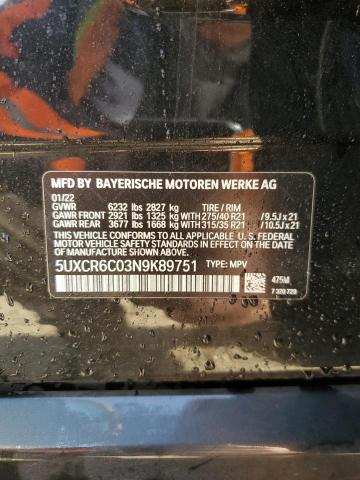 MFD BY BAYERISCHE MOTOREN WERKE AG
01/22
GVWR 6232 lbs 2827 kg TIRE / RIM
GAWR FRONT 2921 lbs 1325 kg WITH 275/40 R21 /9.5Jx21
GAWR REAR 3677 lbs 1668 kg WITH 315/35 R21 /10.5Jx21
THIS VEHICLE CONFORMS TO ALL APPLICABLE U.S. FEDERAL
MOTOR VEHICLE SAFETY STANDARDS IN EFFECT ON THE DATE
OF MANUFACTURE SHOWN ABOVE.
5UXCR6C03N9K89751 TYPE: MPV
475M
7 320 720